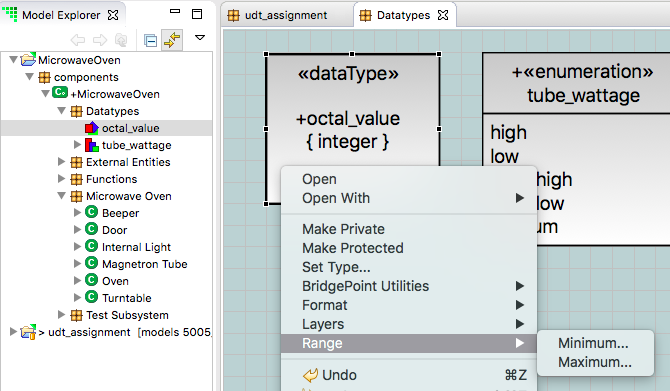 Model Explorer
MicrowaveOven
components
+MicrowaveOven
Datatypes
octal_value
tube_wattage
External Entities
Functions
Microwave Oven
Beeper
Door
Internal Light
Magnetron Tube
Oven
Turntable
Test Subsystem
> udt_assignment [models 5005_
udt_assignment
Datatypes
«dataType»
+octal_value
{ integer }
+«enumeration»
tube_wattage
high
low
high
low
um
Open
Open With
Make Private
Make Protected
Set Type...
BridgePoint Utilities
Format
Layers
Range
Undo ⌘Z
Minimum...
Maximum...